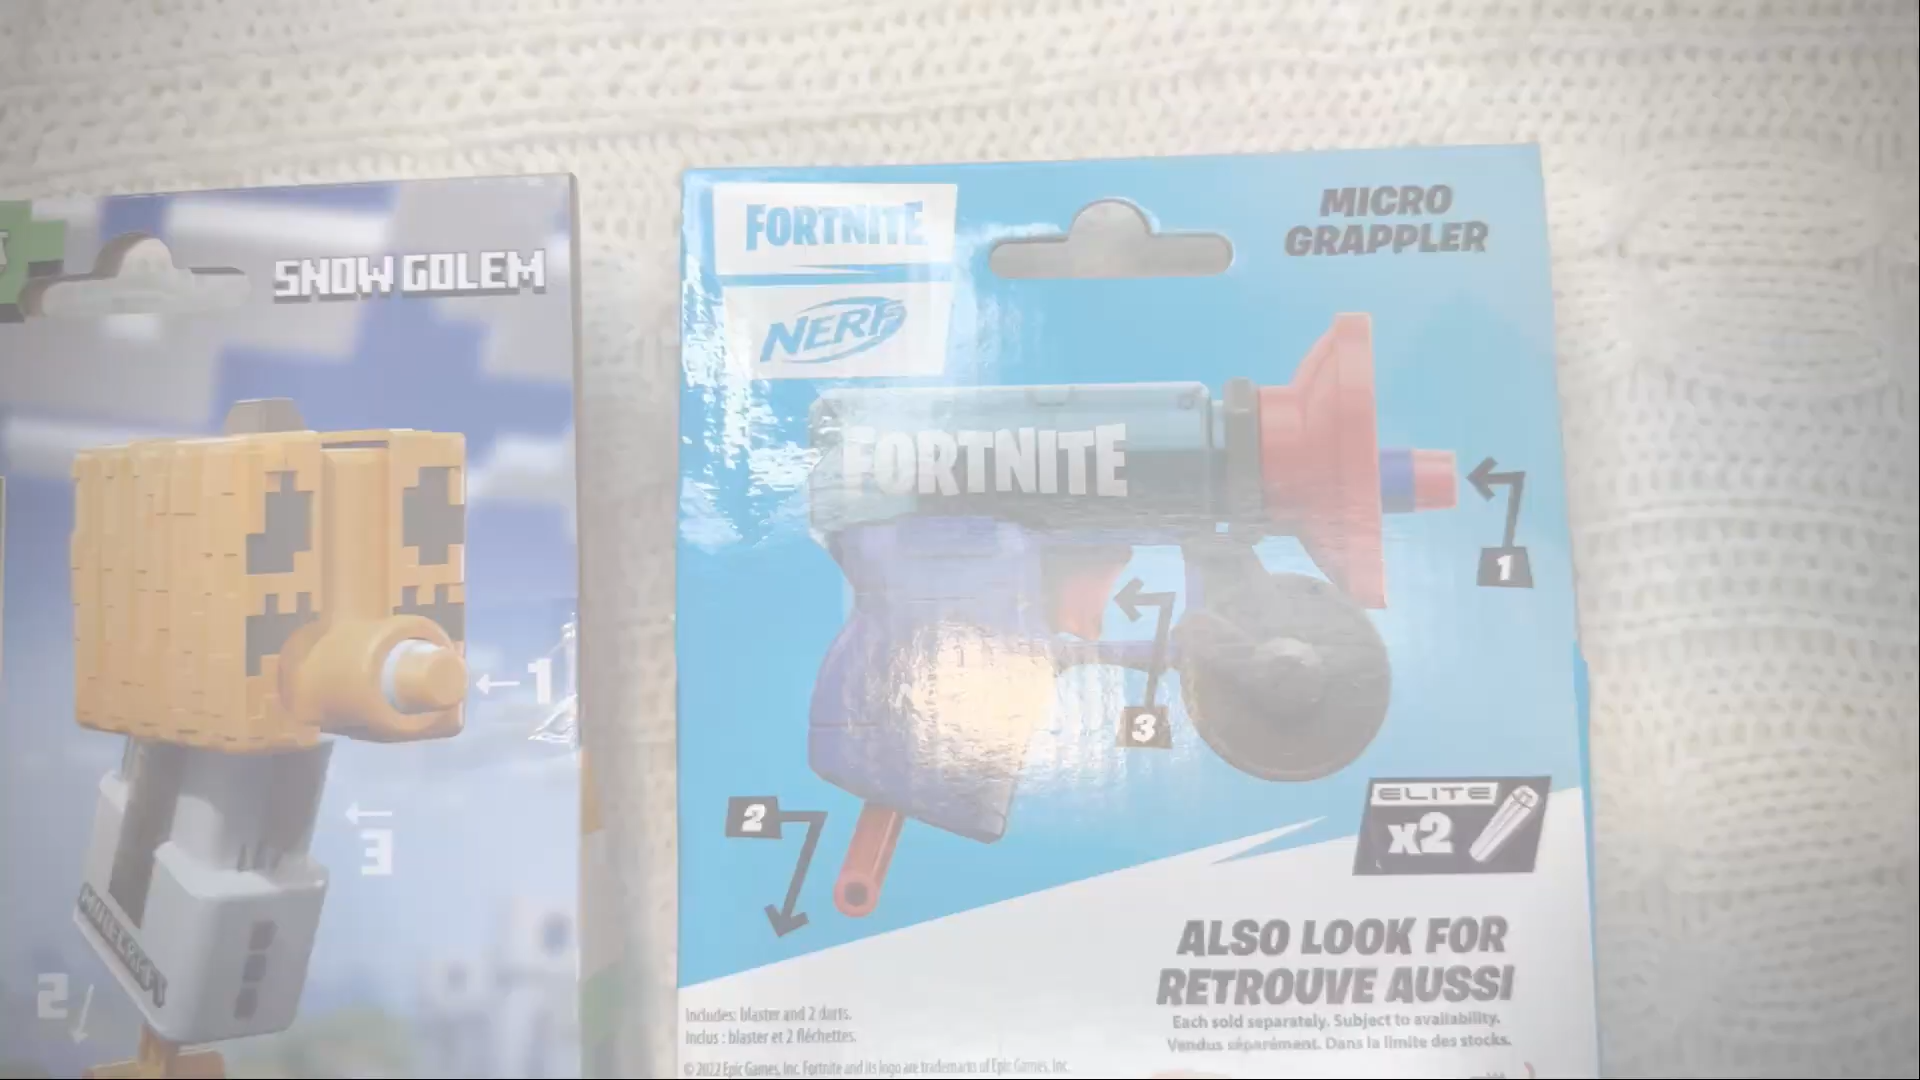 SNOW GOLEM
1
3
MINECRAFT
2
FORTNITE
NERF
MICRO
GRAPPLER
FORTNITE
1
3
2
ELITE
x2
ALSO LOOK FOR
RETROUVE AUSSI
Each sold separately. Subject to availability.
Vendus séparément. Dans la limite des stocks.
Includes: blaster and 2 darts.
Inclus : blaster et 2 fléchettes.
© 2022 Epic Games, Inc. Fortnite and its logo are trademarks of Epic Games, Inc.